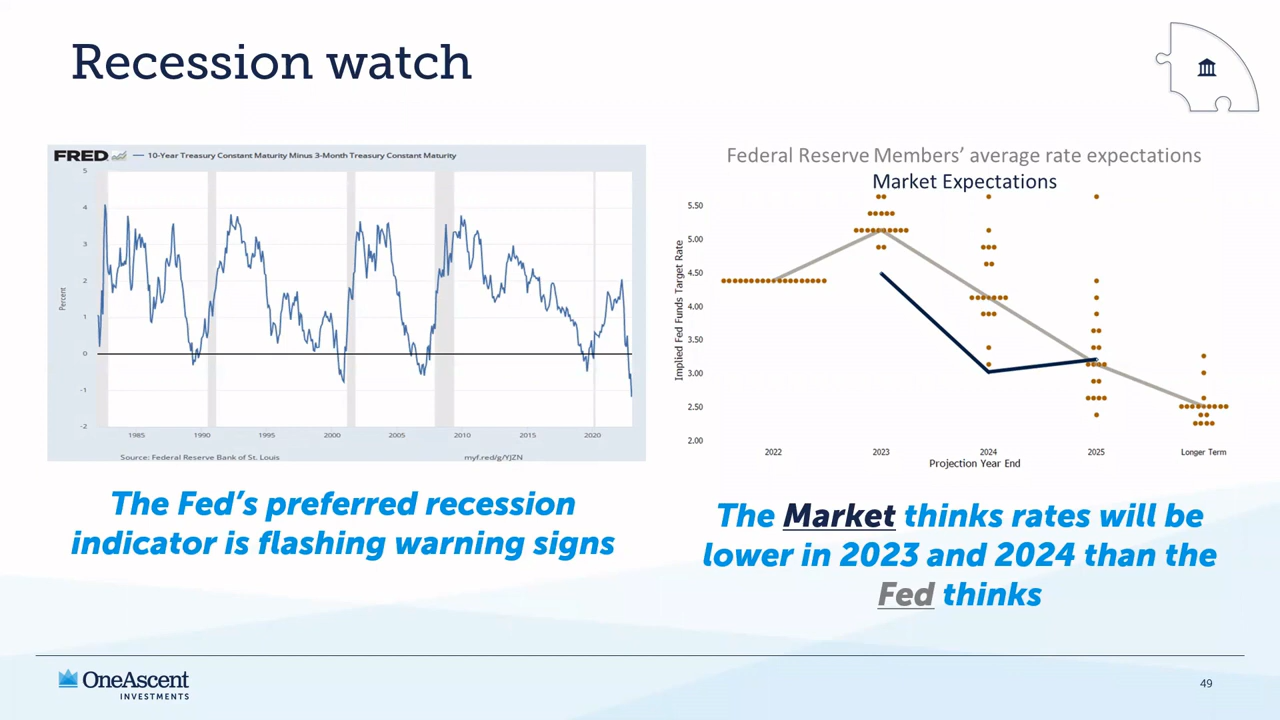 Recession watch
FRED
10-Year Treasury Constant Maturity Minus 3-Month Treasury Constant Maturity
5
4
3
2
1
0
-1
-2
Percent
1985 1990 1995 2000 2005 2010 2015 2020
Source: Federal Reserve Bank of St. Louis
myf.red/g/YJZN
The Fed's preferred recession
indicator is flashing warning signs
Federal Reserve Members' average rate expectations
Market Expectations
5.50
5.00
4.50
4.00
3.50
3.00
2.50
2.00
Implied Fed Funds Target Rate
2022 2023 2024 2025 Longer Term
Projection Year End
The Market thinks rates will be
lower in 2023 and 2024 than the
Fed thinks
OneAscent
INVESTMENTS
49